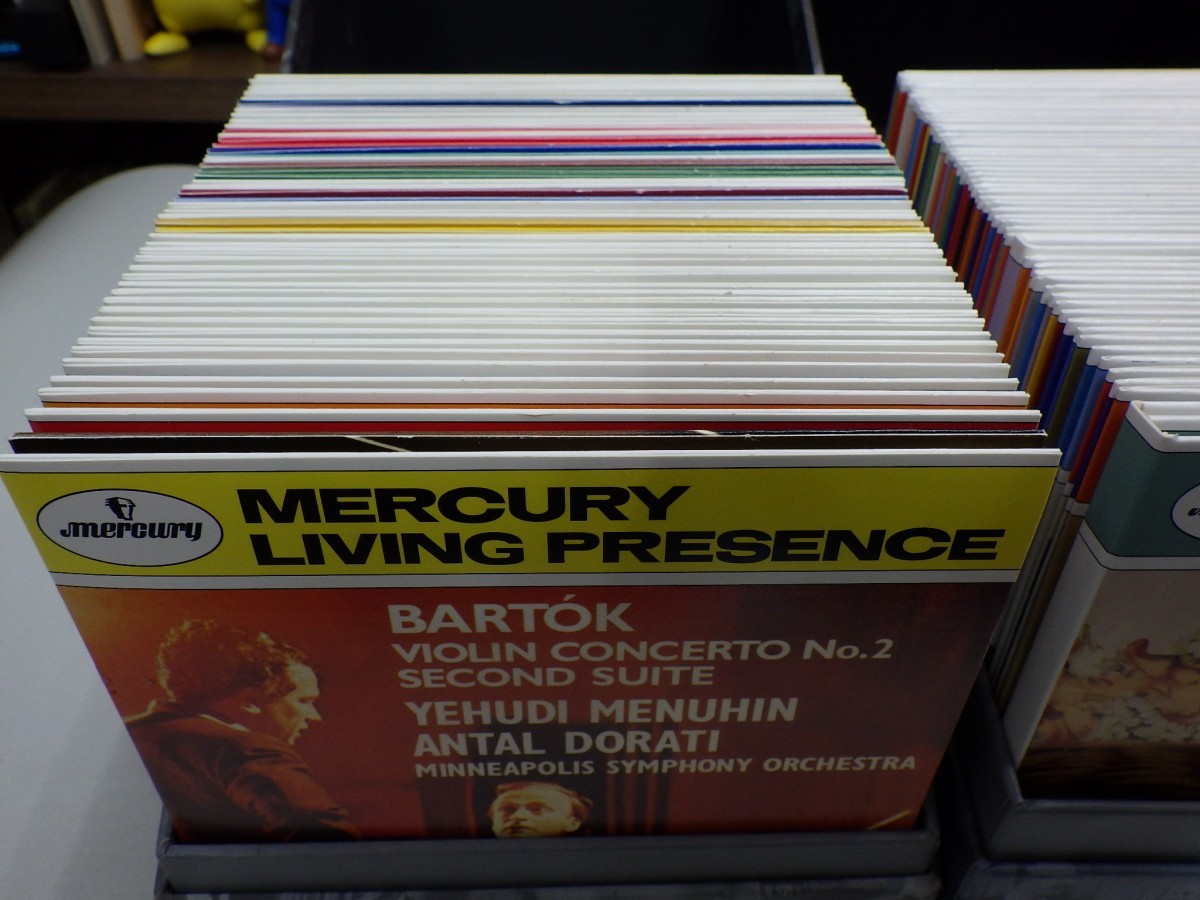 mercury
MERCURY
LIVING PRESENCE
BARTÓK
VIOLIN CONCERTO No.2
SECOND SUITE
YEHUDI MENUHIN
ANTAL DORATI
MINNEAPOLIS SYMPHONY ORCHESTRA